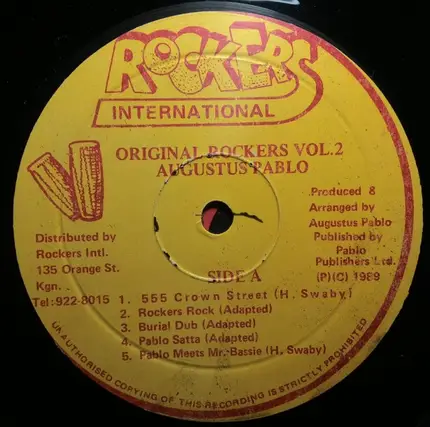 ROCKERS
INTERNATIONAL
ORIGINAL ROCKERS VOL.2
AUGUSTUS PABLO
Produced &
Arranged by
Augustus Pablo
Published by
Pablo
Publishers Ltd.
(P)(C) 1989
Distributed by
Rockers Intl.
135 Orange St.
Kgn.
Tel:922-8015
SIDE A
1. 555 Crown Street (H. Swaby)
2. Rockers Rock (Adapted)
3. Burial Dub (Adapted)
4. Pablo Satta (Adapted)
5. Pablo Meets Mr. Bassie (H. Swaby)
UNAUTHORISED COPYING OF THIS RECORDING IS STRICTLY PROHIBITED